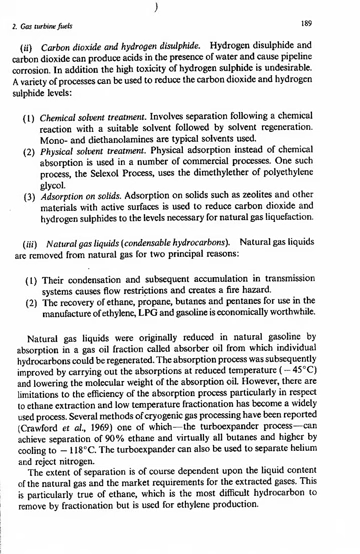 2. Gas turbine fuels
189
(ii) Carbon dioxide and hydrogen disulphide. Hydrogen disulphide and
carbon dioxide can produce acids in the presence of water and cause pipeline
corrosion. In addition the high toxicity of hydrogen sulphide is undesirable.
A variety of processes can be used to reduce the carbon dioxide and hydrogen
sulphide levels:
(1) Chemical solvent treatment. Involves separation following a chemical
reaction with a suitable solvent followed by solvent regeneration.
Mono- and diethanolamines are typical solvents used.
(2) Physical solvent treatment. Physical adsorption instead of chemical
absorption is used in a number of commercial processes. One such
process, the Selexol Process, uses the dimethylether of polyethylene
glycol.
(3) Adsorption on solids. Adsorption on solids such as zeolites and other
materials with active surfaces is used to reduce carbon dioxide and
hydrogen sulphides to the levels necessary for natural gas liquefaction.
(iii) Natural gas liquids (condensable hydrocarbons). Natural gas liquids
are removed from natural gas for two principal reasons:
(1) Their condensation and subsequent accumulation in transmission
systems causes flow restrictions and creates a fire hazard.
(2) The recovery of ethane, propane, butanes and pentanes for use in the
manufacture of ethylene, LPG and gasoline is economically worthwhile.
Natural gas liquids were originally reduced in natural gasoline by
absorption in a gas oil fraction called absorber oil from which individual
hydrocarbons could be regenerated. The absorption process was subsequently
improved by carrying out the absorptions at reduced temperature (−45°C)
and lowering the molecular weight of the absorption oil. However, there are
limitations to the efficiency of the absorption process particularly in respect
to ethane extraction and low temperature fractionation has become a widely
used process. Several methods of cryogenic gas processing have been reported
(Crawford et al., 1969) one of which—the turboexpander process—can
achieve separation of 90% ethane and virtually all butanes and higher by
cooling to −118°C. The turboexpander can also be used to separate helium
and reject nitrogen.
The extent of separation is of course dependent upon the liquid content
of the natural gas and the market requirements for the extracted gases. This
is particularly true of ethane, which is the most difficult hydrocarbon to
remove by fractionation but is used for ethylene production.